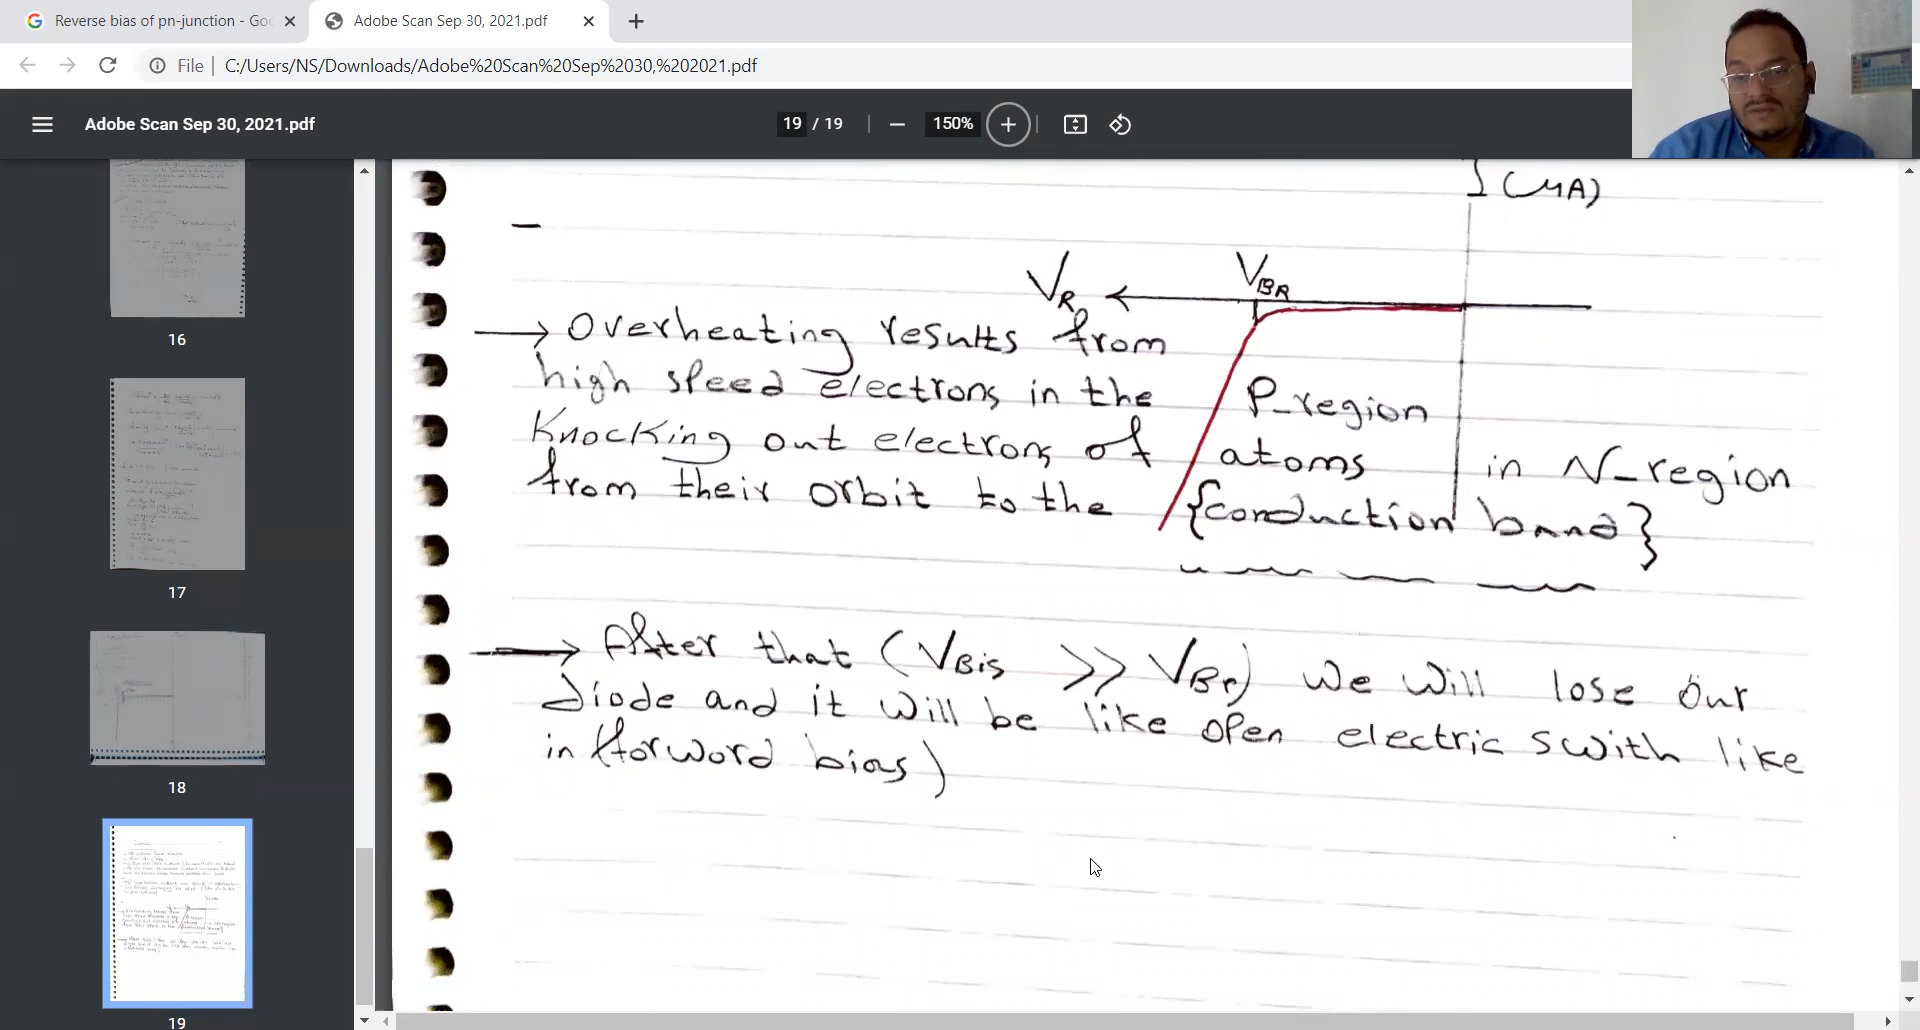 Reverse bias of pn-junction - Goo
Adobe Scan Sep 30, 2021.pdf
File
C:/Users/NS/Downloads/Adobe%20Scan%20Sep%2030,%202021.pdf
Adobe Scan Sep 30, 2021.pdf
19 / 19
150%
16
17
18
19
I (MA)
VR
VBR
→ Overheating results from
high speed electrons in the P-region
Knocking out electrons of atoms in N-region
from their orbit to the {conduction band}
→ After that (VBis >> VBr) we will lose our
diode and it will be like open electric swith like
in (forword bias)